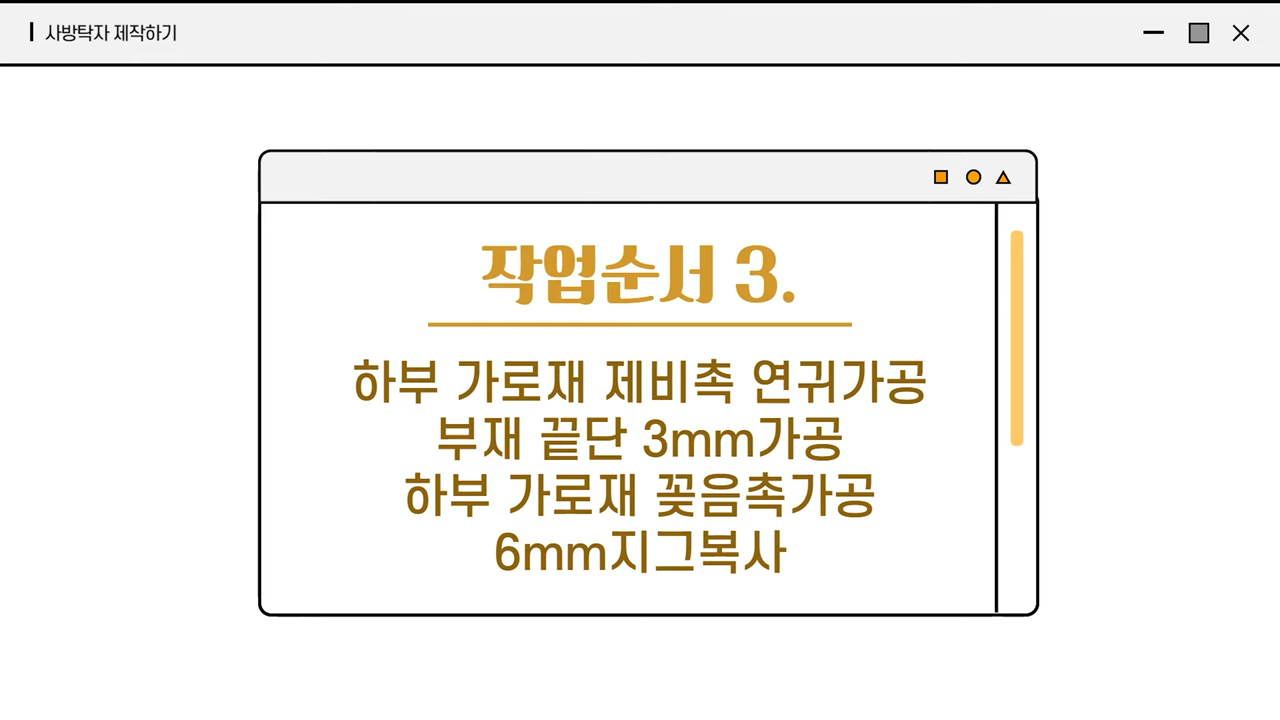 사방탁자 제작하기
작업순서 3.
하부 가로재 제비촉 연귀가공
부재 끝단 3mm가공
하부 가로재 꽂음촉가공
6mm지그복사